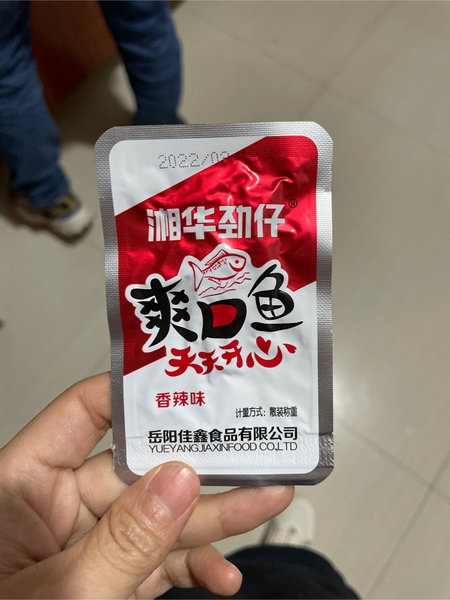 2022/03
湘华劲仔®
爽口鱼
天天开心
香辣味
计量方式：散装称重
岳阳佳鑫食品有限公司
YUEYANGJIAXINFOOD CO.,LTD